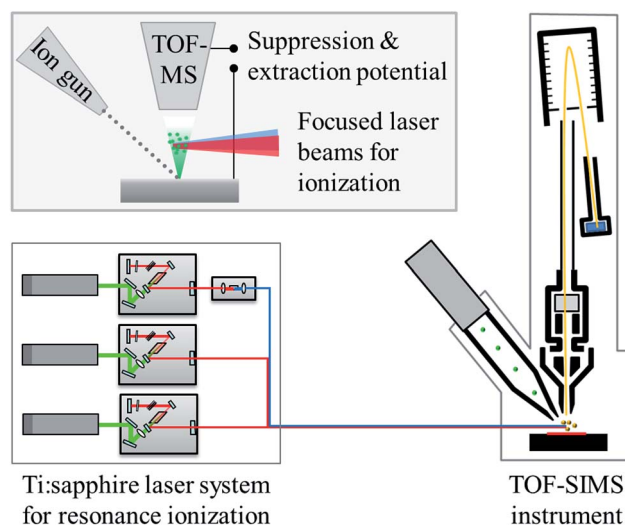 Ion gun
TOF-
MS
Suppression &
extraction potential
Focused laser
beams for
ionization
Ti:sapphire laser system
for resonance ionization
TOF-SIMS
instrument